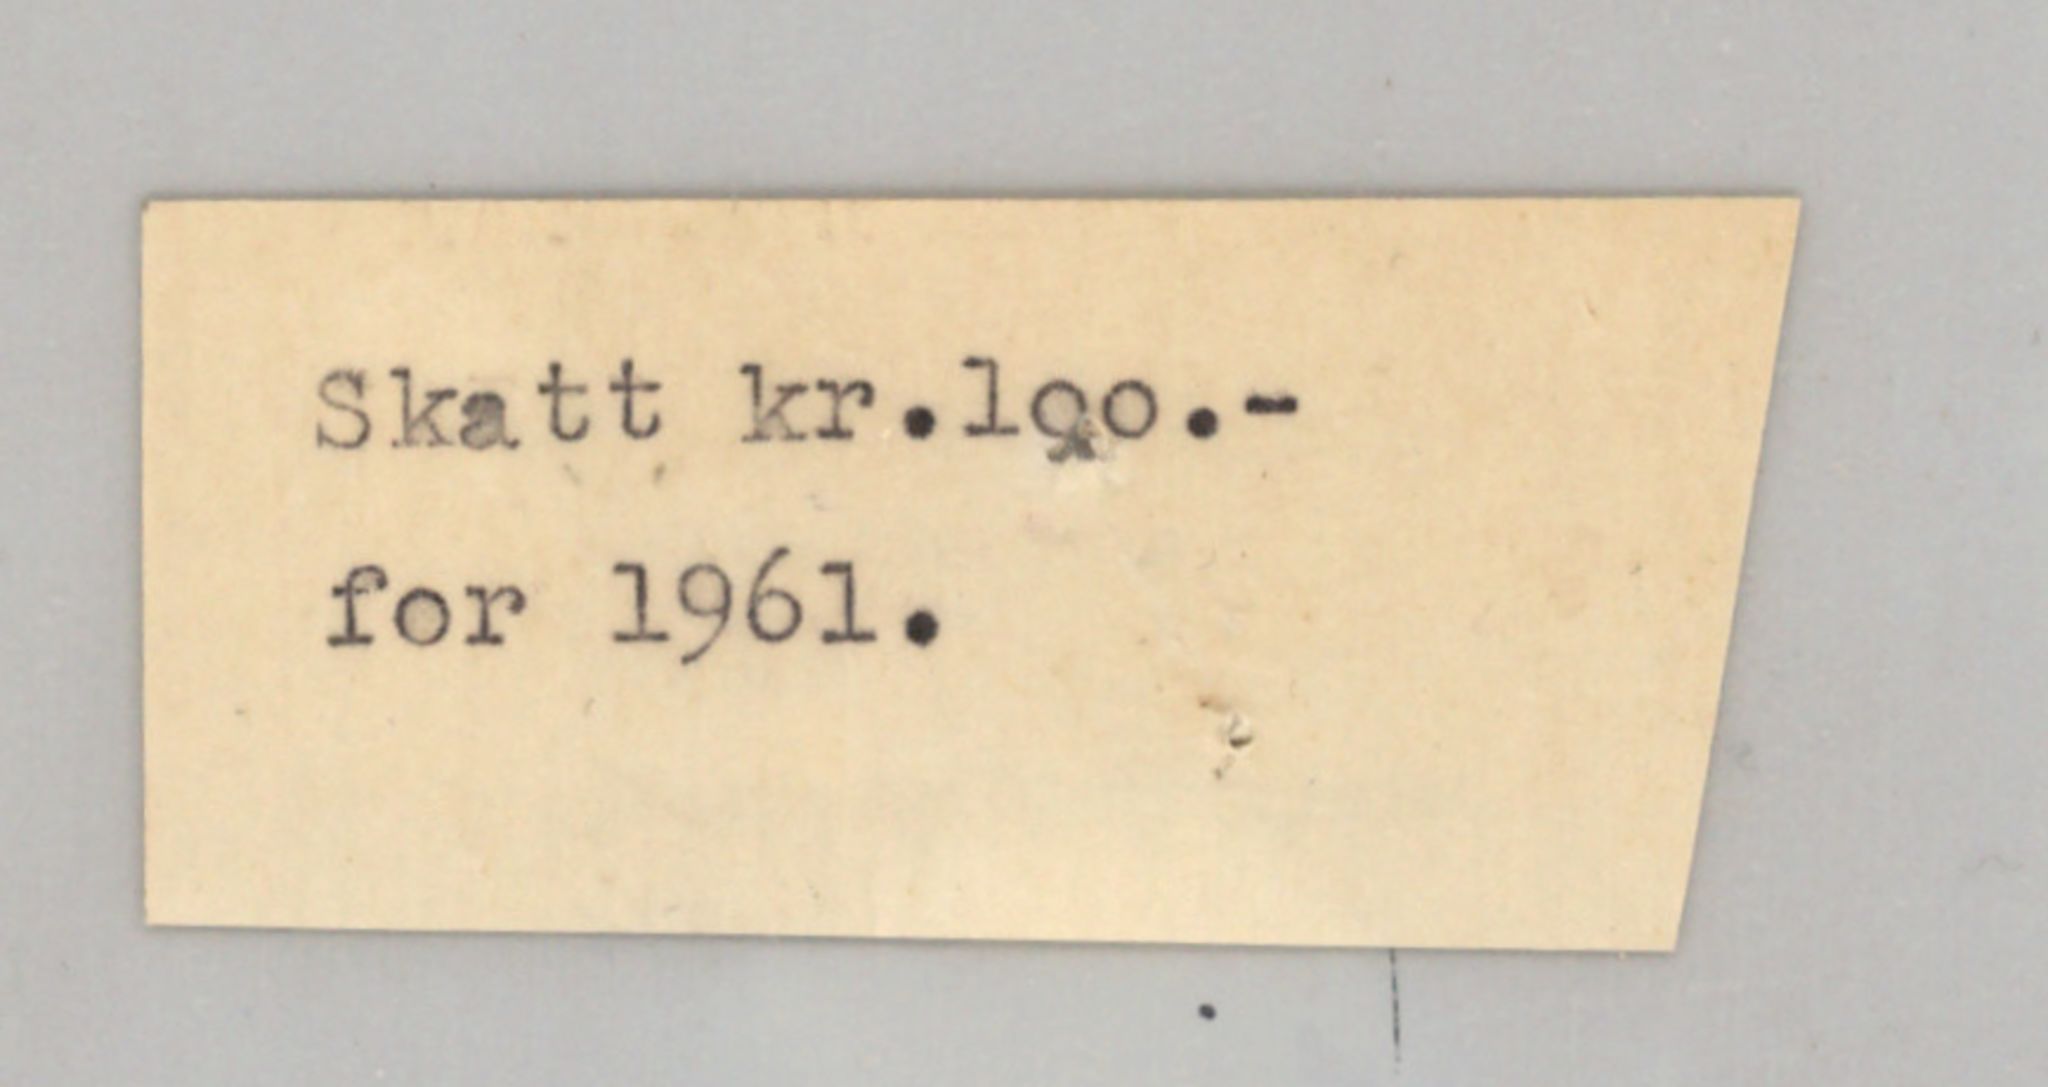 Skatt kr.loo.-
for 1961.